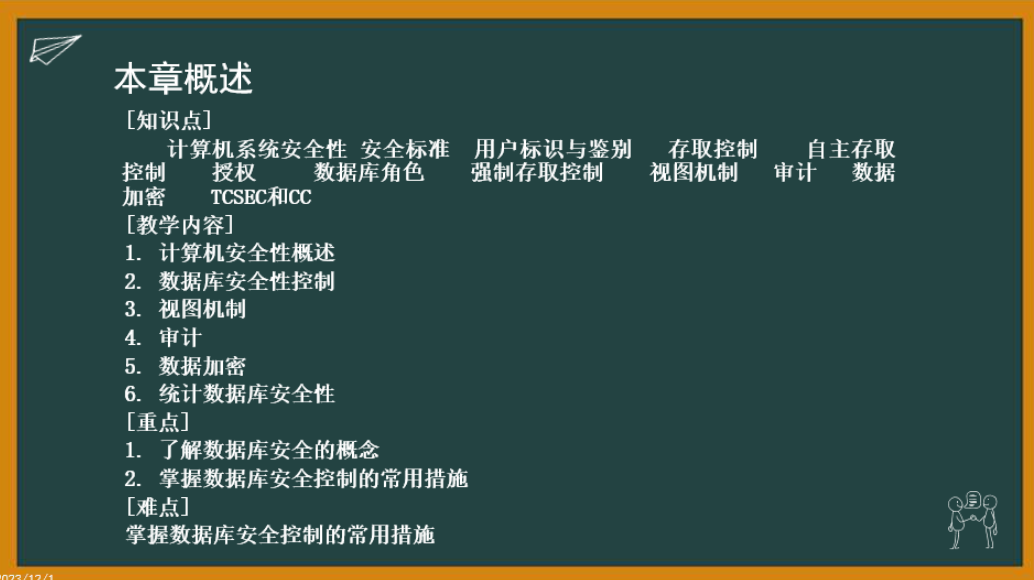 本章概述
[知识点]
计算机系统安全性 安全标准 用户标识与鉴别 存取控制 自主存取
控制 授权 数据库角色 强制存取控制 视图机制 审计 数据
加密 TCSEC和CC
[教学内容]
1. 计算机安全性概述
2. 数据库安全性控制
3. 视图机制
4. 审计
5. 数据加密
6. 统计数据库安全性
[重点]
1. 了解数据库安全的概念
2. 掌握数据库安全控制的常用措施
[难点]
掌握数据库安全控制的常用措施